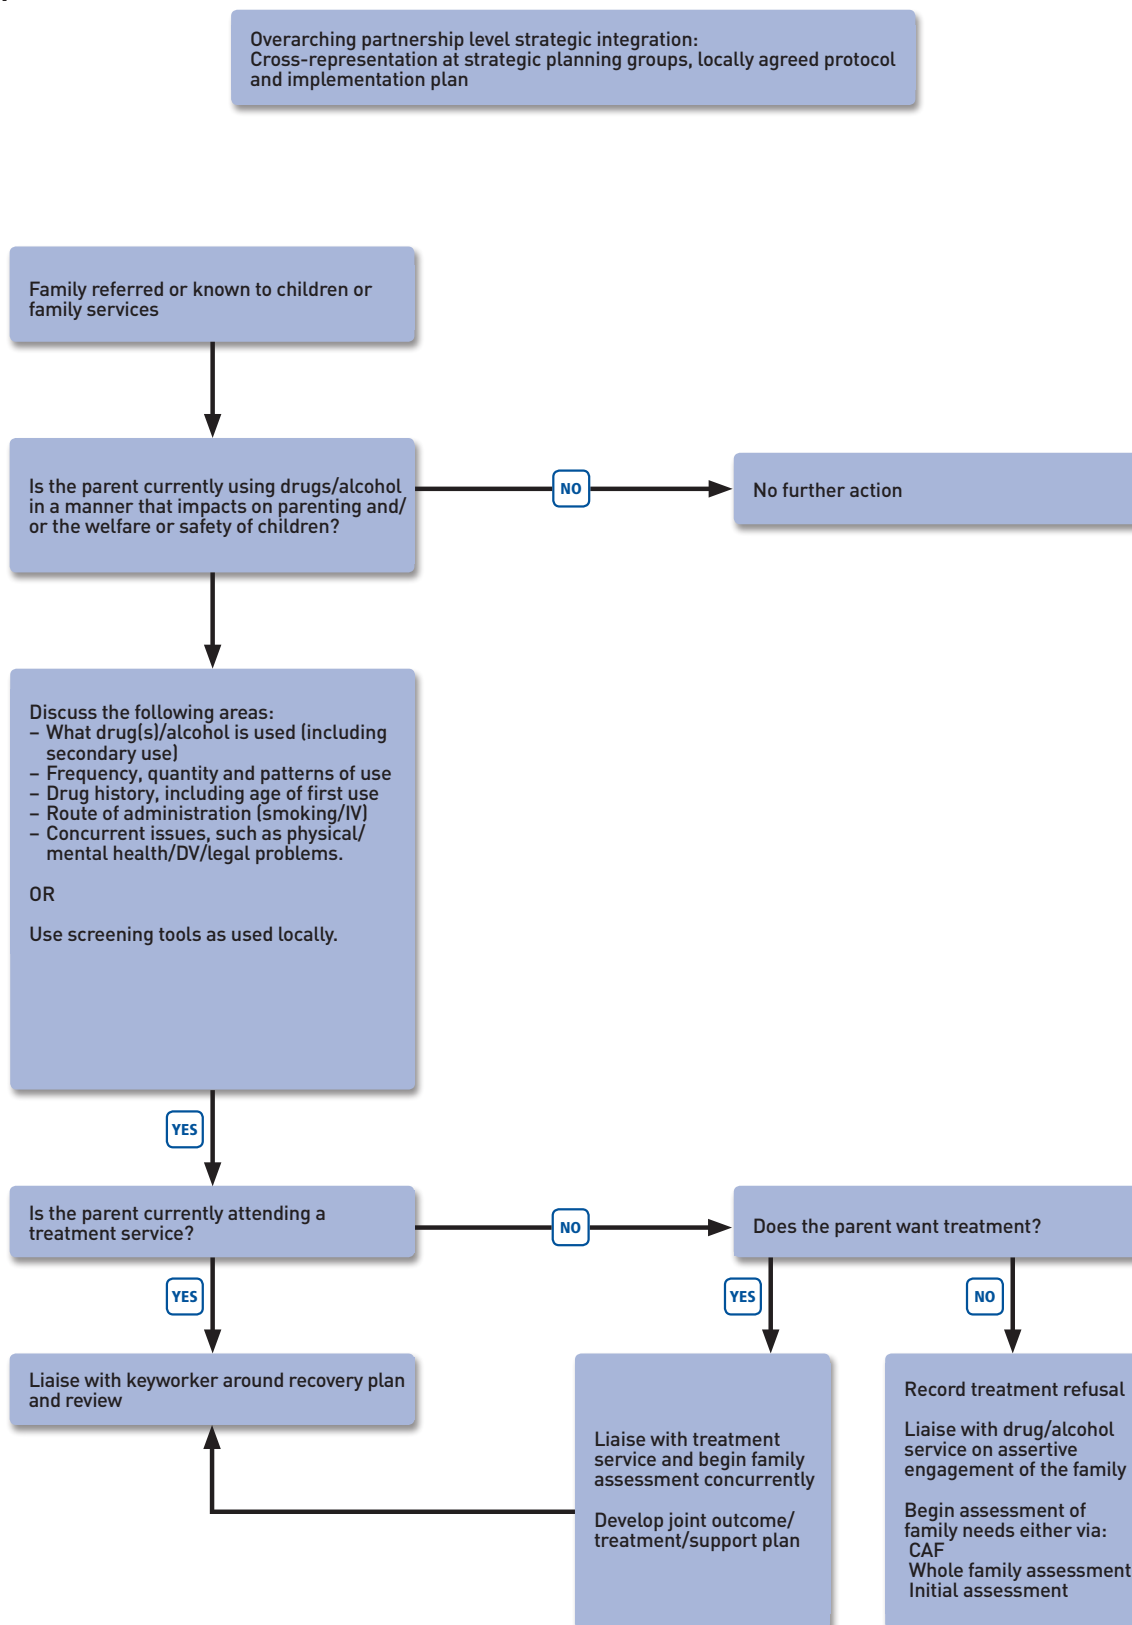 Overarching partnership level strategic integration:
Cross-representation at strategic planning groups, locally agreed protocol
and implementation plan
Family referred or known to children or
family services
Is the parent currently using drugs/alcohol
in a manner that impacts on parenting and/
or the welfare or safety of children?
NO
No further action
Discuss the following areas:
– What drug(s)/alcohol is used (including
secondary use)
– Frequency, quantity and patterns of use
– Drug history, including age of first use
– Route of administration (smoking/IV)
– Concurrent issues, such as physical/
mental health/DV/legal problems.
OR
Use screening tools as used locally.
YES
Is the parent currently attending a
treatment service?
NO
Does the parent want treatment?
YES
YES
NO
Liaise with keyworker around recovery plan
and review
Liaise with treatment
service and begin family
assessment concurrently
Develop joint outcome/
treatment/support plan
Record treatment refusal
Liaise with drug/alcohol
service on assertive
engagement of the family
Begin assessment of
family needs either via:
CAF
Whole family assessment
Initial assessment